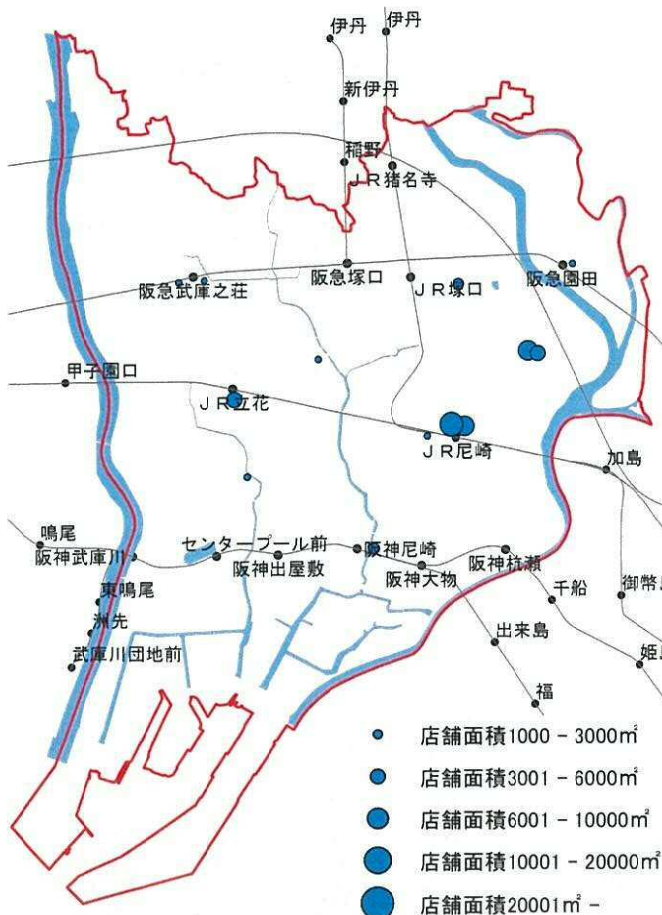 伊丹
伊丹
新伊丹
稲野
JR猪名寺
阪急塚口
阪急武庫之荘
JR塚口
阪急園田
甲子園口
JR立花
JR尼崎
加島
鳴尾
阪神武庫川
センタープール前
阪神出屋敷
阪神尼崎
阪神大物
阪神杭瀬
東鳴尾
洲先
武庫川団地前
千船
御幣
出来島
姫
福
店舗面積1000 - 3000㎡
店舗面積3001 - 6000㎡
店舗面積6001 - 10000㎡
店舗面積10001 - 20000㎡
店舗面積20001㎡ -